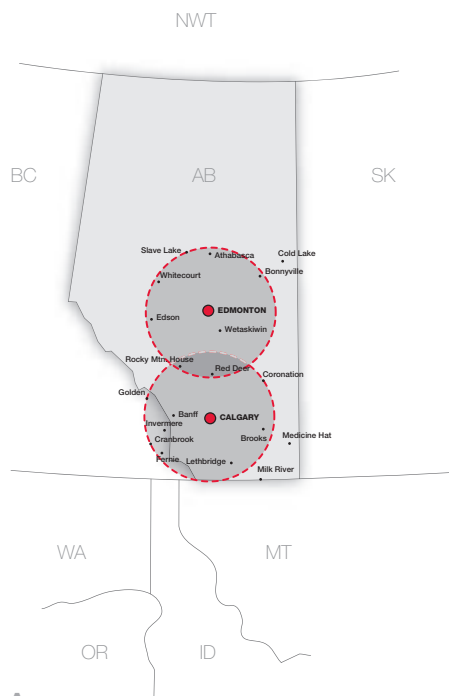 NWT
BC
AB
SK
Slave Lake
Athabasca
Cold Lake
Bonnyville
Whitecourt
EDMONTON
Edson
Wetaskiwin
Rocky Mtn. House
Red Deer
Coronation
Golden
Banff
CALGARY
Invermere
Cranbrook
Brooks
Medicine Hat
Fernie
Lethbridge
Milk River
WA
MT
OR
ID